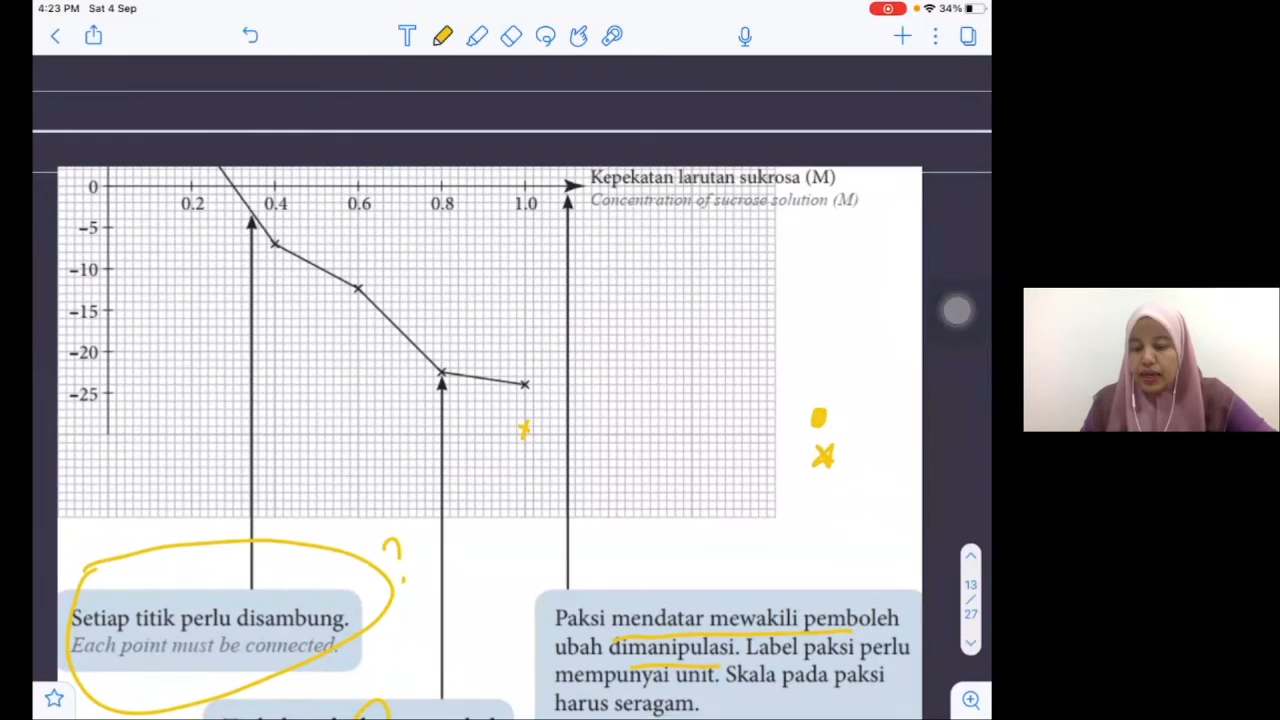 4:23 PM Sat 4 Sep
34%
T
Kepekatan larutan sukrosa (M)
Concentration of sucrose solution (M)
0
0.2 0.4 0.6 0.8 1.0
-5
-10
-15
-20
-25
?
Setiap titik perlu disambung.
Each point must be connected.
Paksi mendatar mewakili pemboleh
ubah dimanipulasi. Label paksi perlu
mempunyai unit. Skala pada paksi
harus seragam.
13
/
27